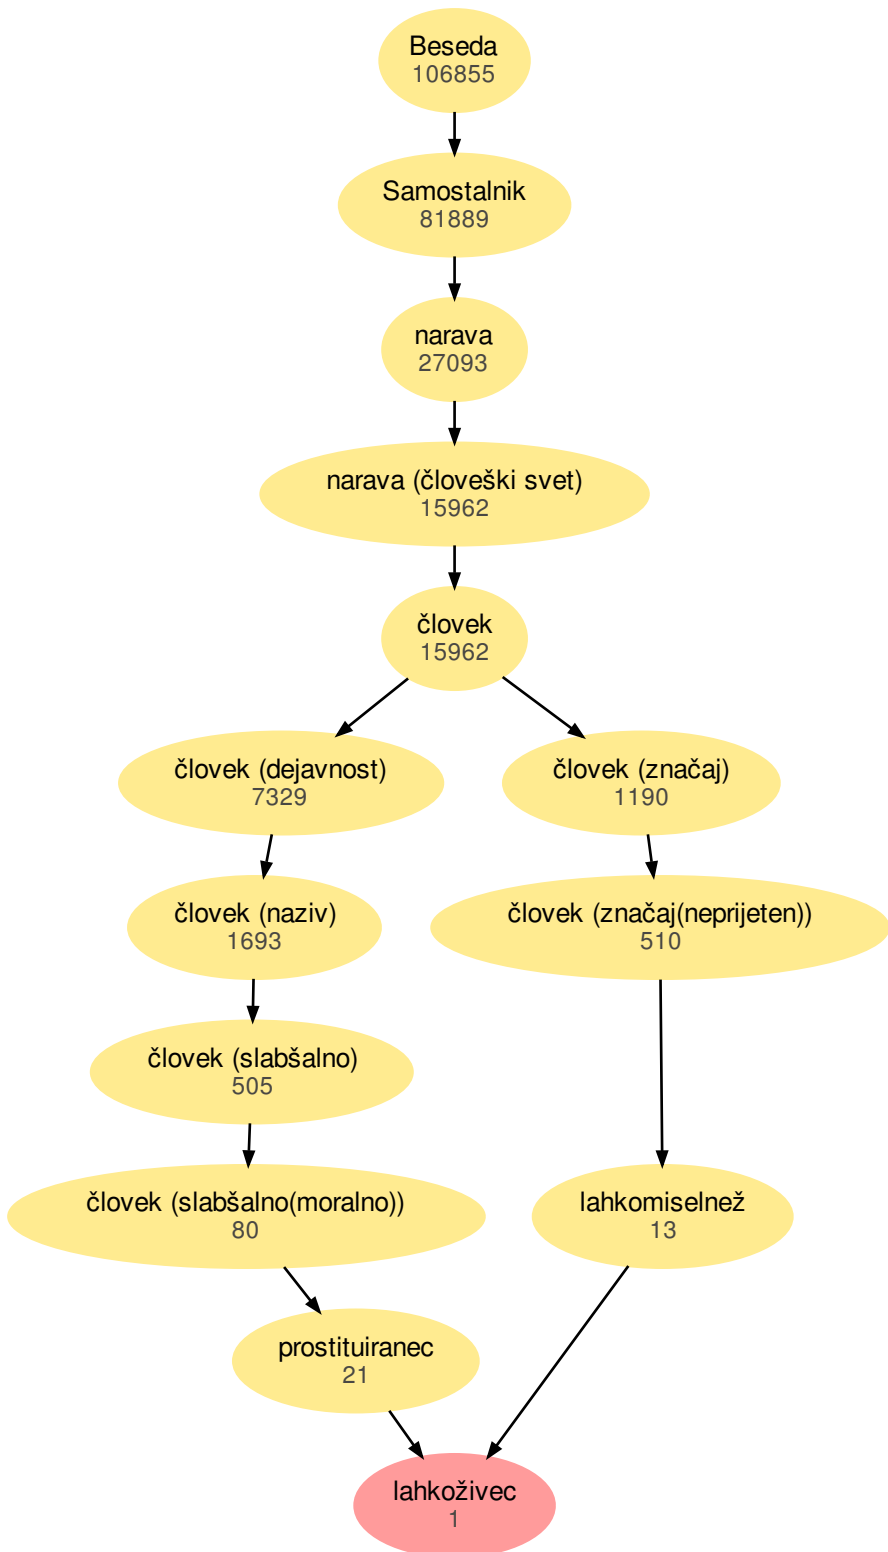 Beseda
106855
Samostalnik
81889
narava
27093
narava (človeški svet)
15962
človek
15962
človek (dejavnost)
7329
človek (značaj)
1190
človek (naziv)
1693
človek (značaj(neprijeten))
510
človek (slabšalno)
505
človek (slabšalno(moralno))
80
lahkomiselnež
13
prostituiranec
21
lahkoživec
1